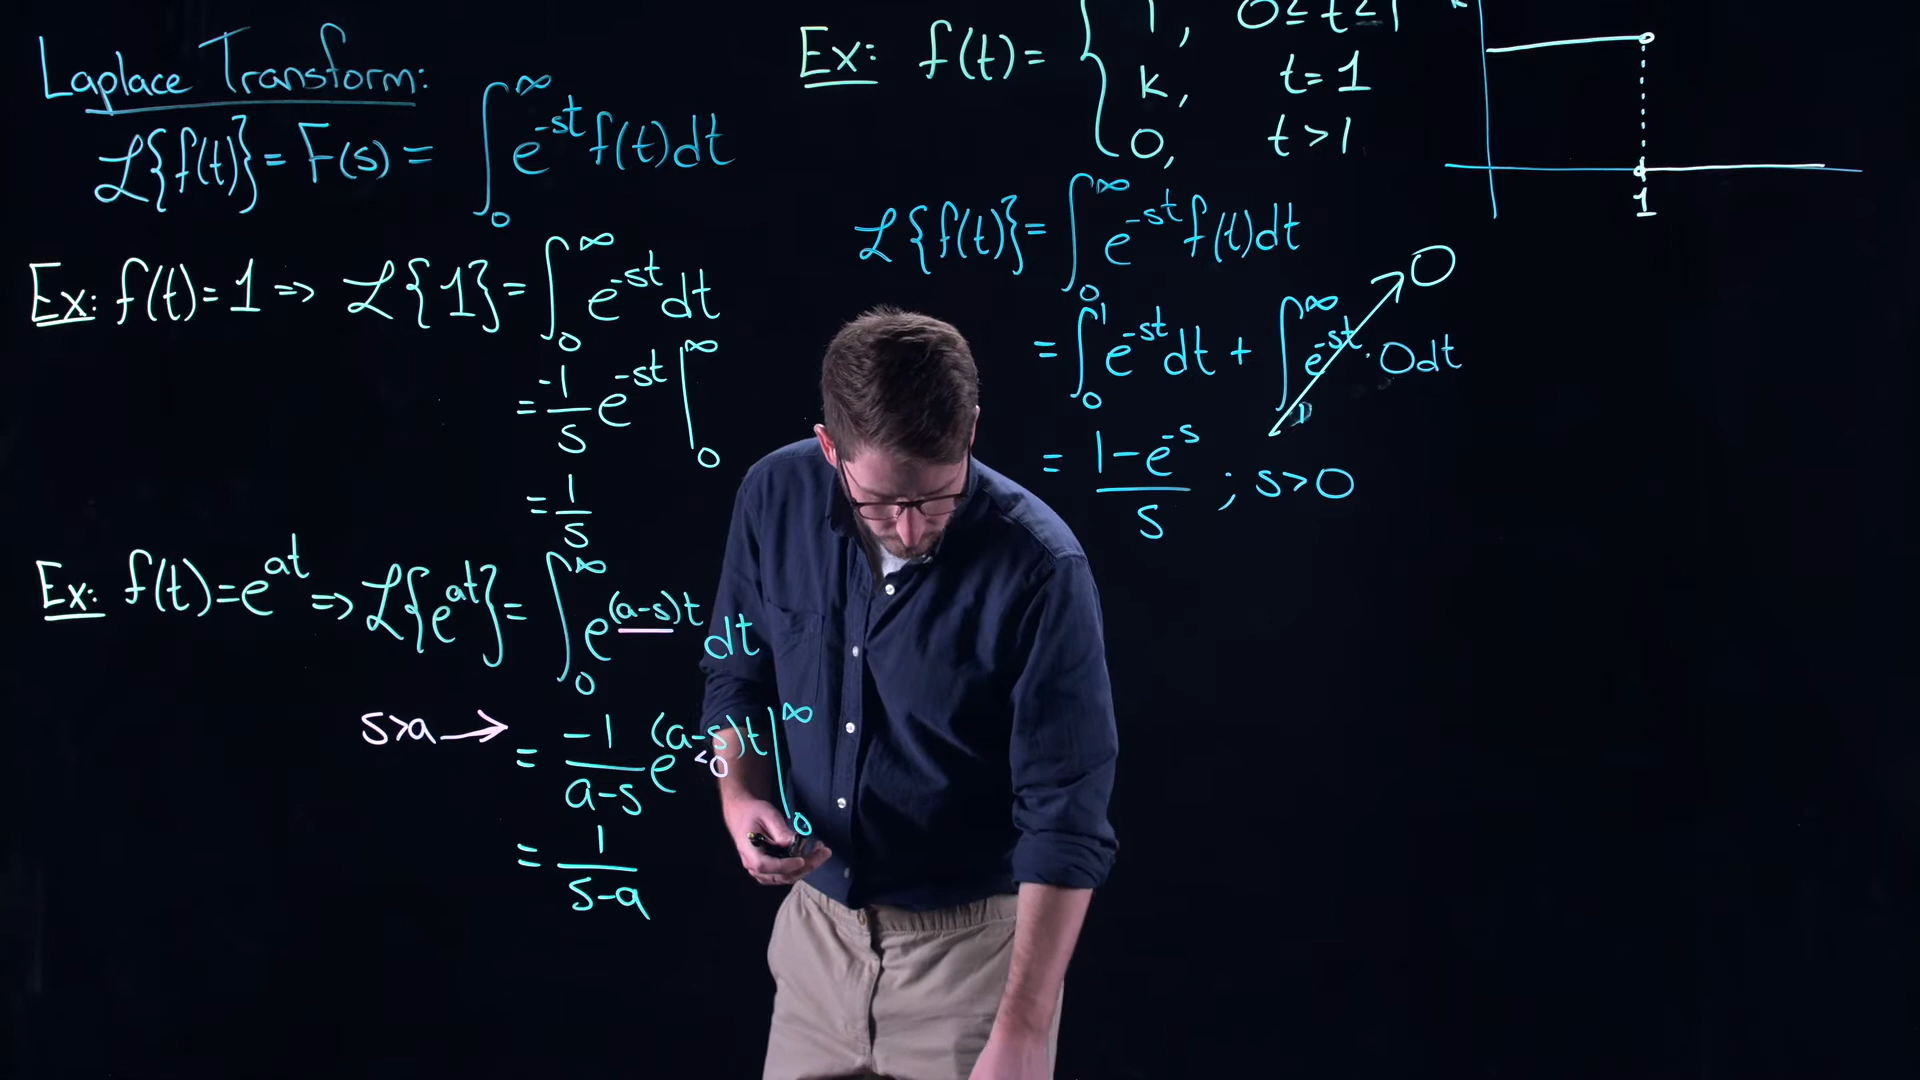 Laplace Transform:
ℒ{f(t)} = F(s) = ∫₀^∞ e^(-st) f(t)dt
Ex: f(t)=1 => ℒ{1} = ∫₀^∞ e^(-st) dt
= -1/s e^(-st) |₀^∞
= 1/s
Ex: f(t)=e^(at) => ℒ{e^(at)} = ∫₀^∞ e^((a-s)t) dt
s>a → = -1/(a-s) e^((a-s)t) |₀^∞
<0
= 1/(s-a)
Ex: f(t)= { 1, 0≤t≤1
k, t=1
0, t>1
1
ℒ{f(t)} = ∫₀^∞ e^(-st) f(t)dt
= ∫₀^1 e^(-st) dt + ∫₁^∞ e^(-st) · 0dt → 0
= (1-e^(-s))/s ; s>0